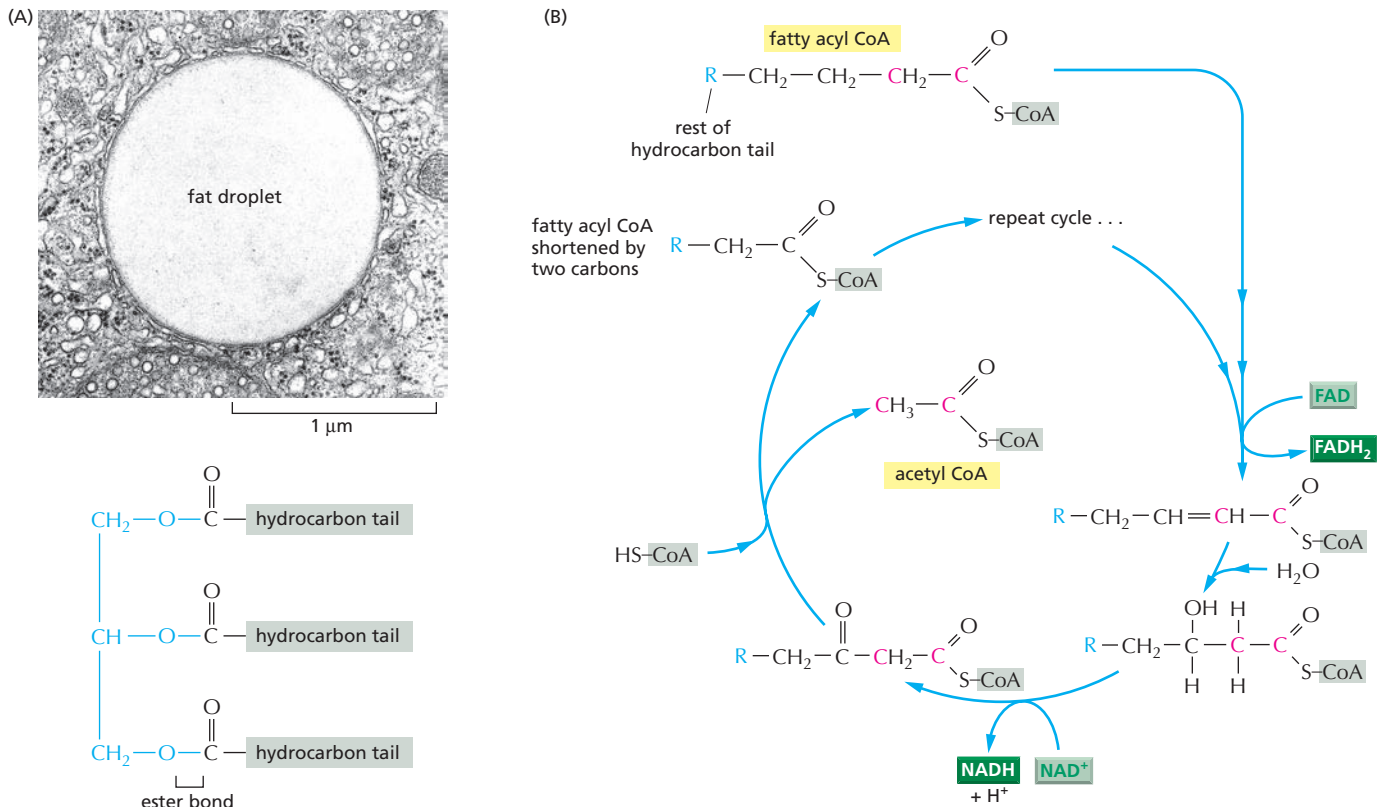 (A)
fat droplet
1 μm
O
CH₂—O—C—hydrocarbon tail
O
CH—O—C—hydrocarbon tail
O
CH₂—O—C—hydrocarbon tail
ester bond
(B)
fatty acyl CoA
O
R—CH₂—CH₂—CH₂—C
S–CoA
rest of
hydrocarbon tail
fatty acyl CoA
shortened by
two carbons
O
R—CH₂—C
S–CoA
repeat cycle . . .
O
CH₃—C
S–CoA
acetyl CoA
FAD
FADH₂
O
R—CH₂—CH=CH—C
S–CoA
H₂O
OH H O
R—CH₂—C—C—C
S–CoA
H H
NAD⁺
NADH
+ H⁺
O O
R—CH₂—C—CH₂—C
S–CoA
HS–CoA